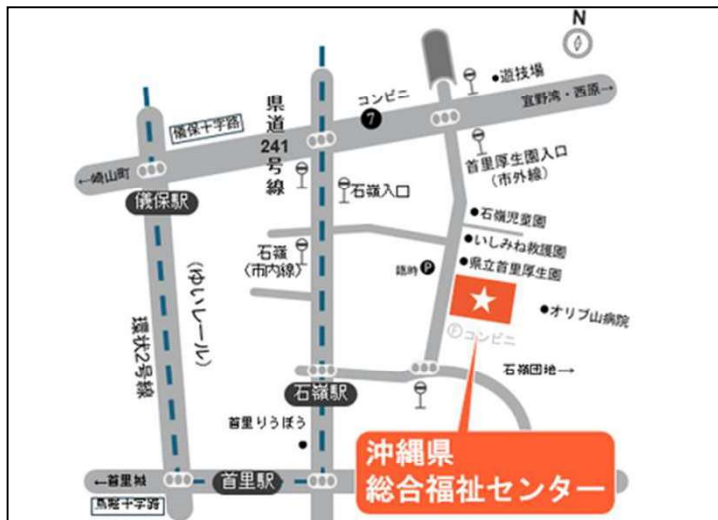 N
遊技場
コンビニ
7
宜野湾・西原→
儀保十字路
県道
241
号線
←崎山町
首里厚生園入口
(市外線)
儀保駅
石嶺入口
石嶺児童園
石嶺
(市内線)
いしみね救護園
県立首里厚生園
臨時 P
(ゆいレール)
環状2号線
オリブ山病院
F コンビニ
石嶺団地→
石嶺駅
首里りうぼう
沖縄県
総合福祉センター
←首里城
首里駅
鳥堀十字路